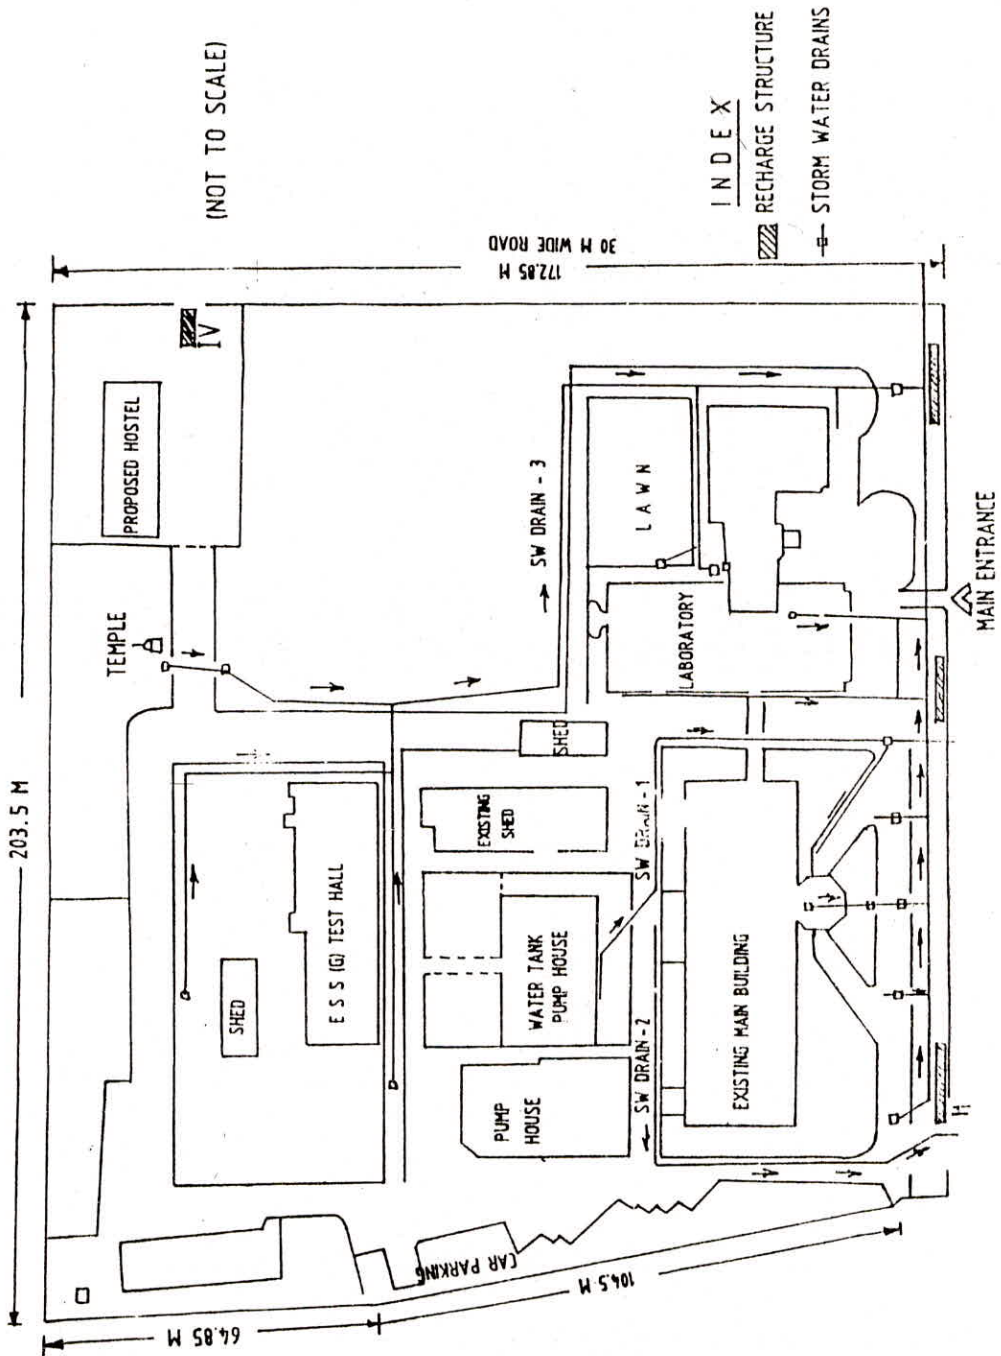 203.5 M
(NOT TO SCALE)
PROPOSED HOSTEL
IV
TEMPLE
30 M WIDE ROAD
172.85 M
SHED
E S S (G) TEST HALL
SW DRAIN - 3
LAWN
LABORATORY
SHED
EXISTING
SHED
WATER TANK
PUMP HOUSE
PUMP
HOUSE
SW DRAIN-1
SW DRAIN-2
EXISTING MAIN BUILDING
CAR PARKING
64.85 M
104.5 M
MAIN ENTRANCE
INDEX
RECHARGE STRUCTURE
STORM WATER DRAINS